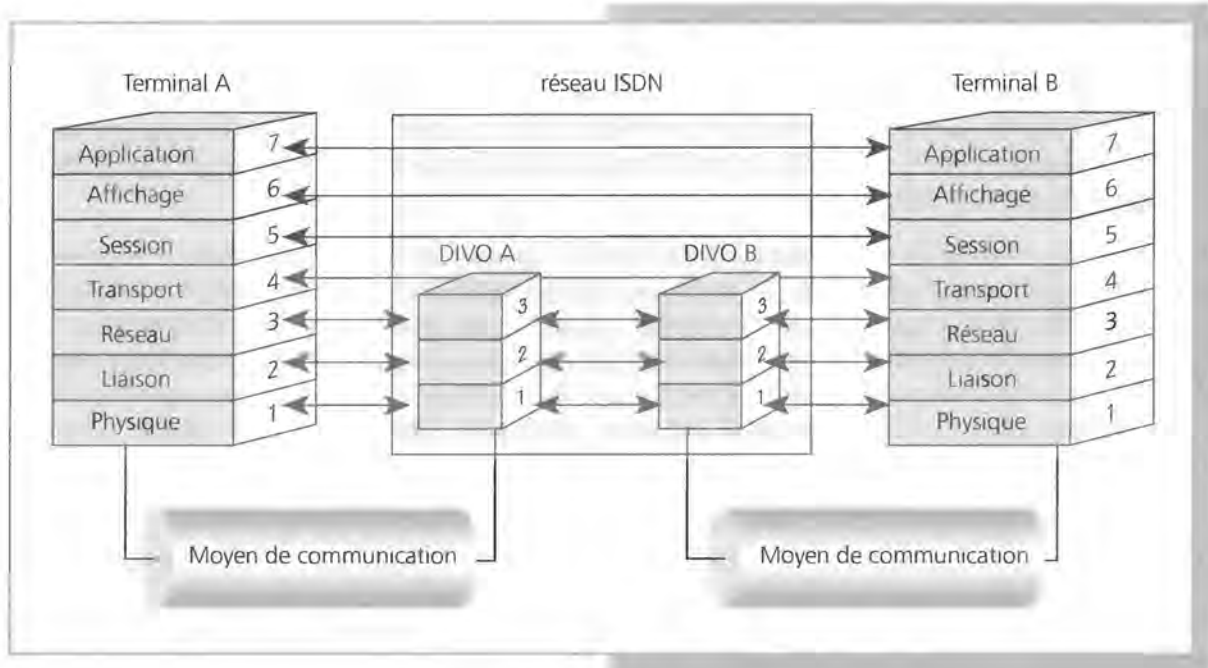 Terminal A
réseau ISDN
Terminal B
Application 7
Affichage 6
Session 5
Transport 4
Réseau 3
Liaison 2
Physique 1
DIVO A
3
2
1
DIVO B
3
2
1
Application 7
Affichage 6
Session 5
Transport 4
Réseau 3
Liaison 2
Physique 1
Moyen de communication
Moyen de communication